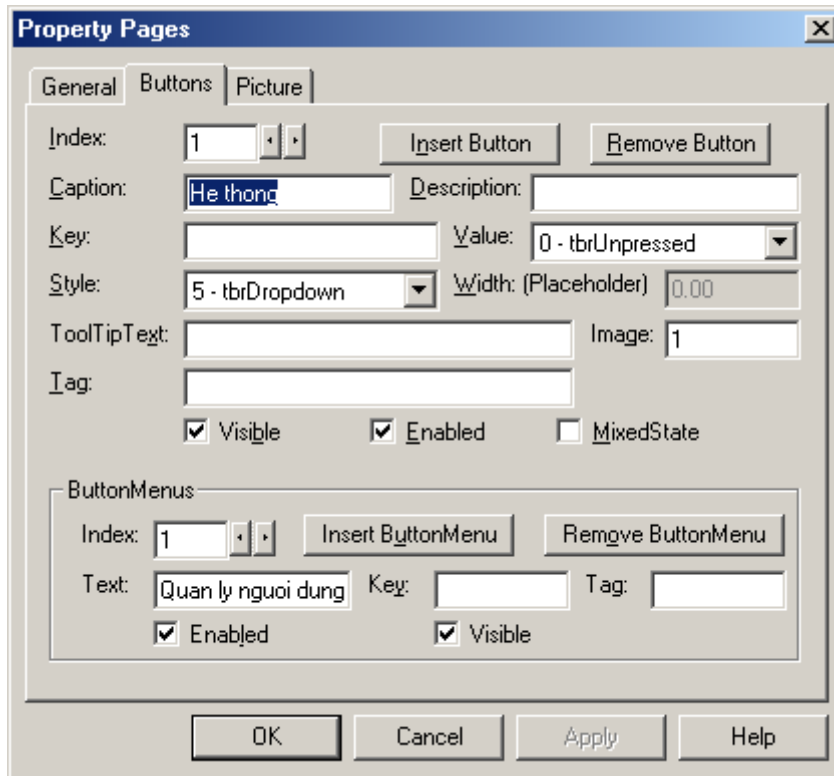 Property Pages
General Buttons Picture
Index: 1 Insert Button Remove Button
Caption: He thong Description:
Key: Value: 0 - tbrUnpressed
Style: 5 - tbrDropdown Width: (Placeholder) 0.00
ToolTipText: Image: 1
Tag:
Visible Enabled MixedState
ButtonMenus
Index: 1 Insert ButtonMenu Remove ButtonMenu
Text: Quan ly nguoi dung Key: Tag:
Enabled Visible
OK Cancel Apply Help